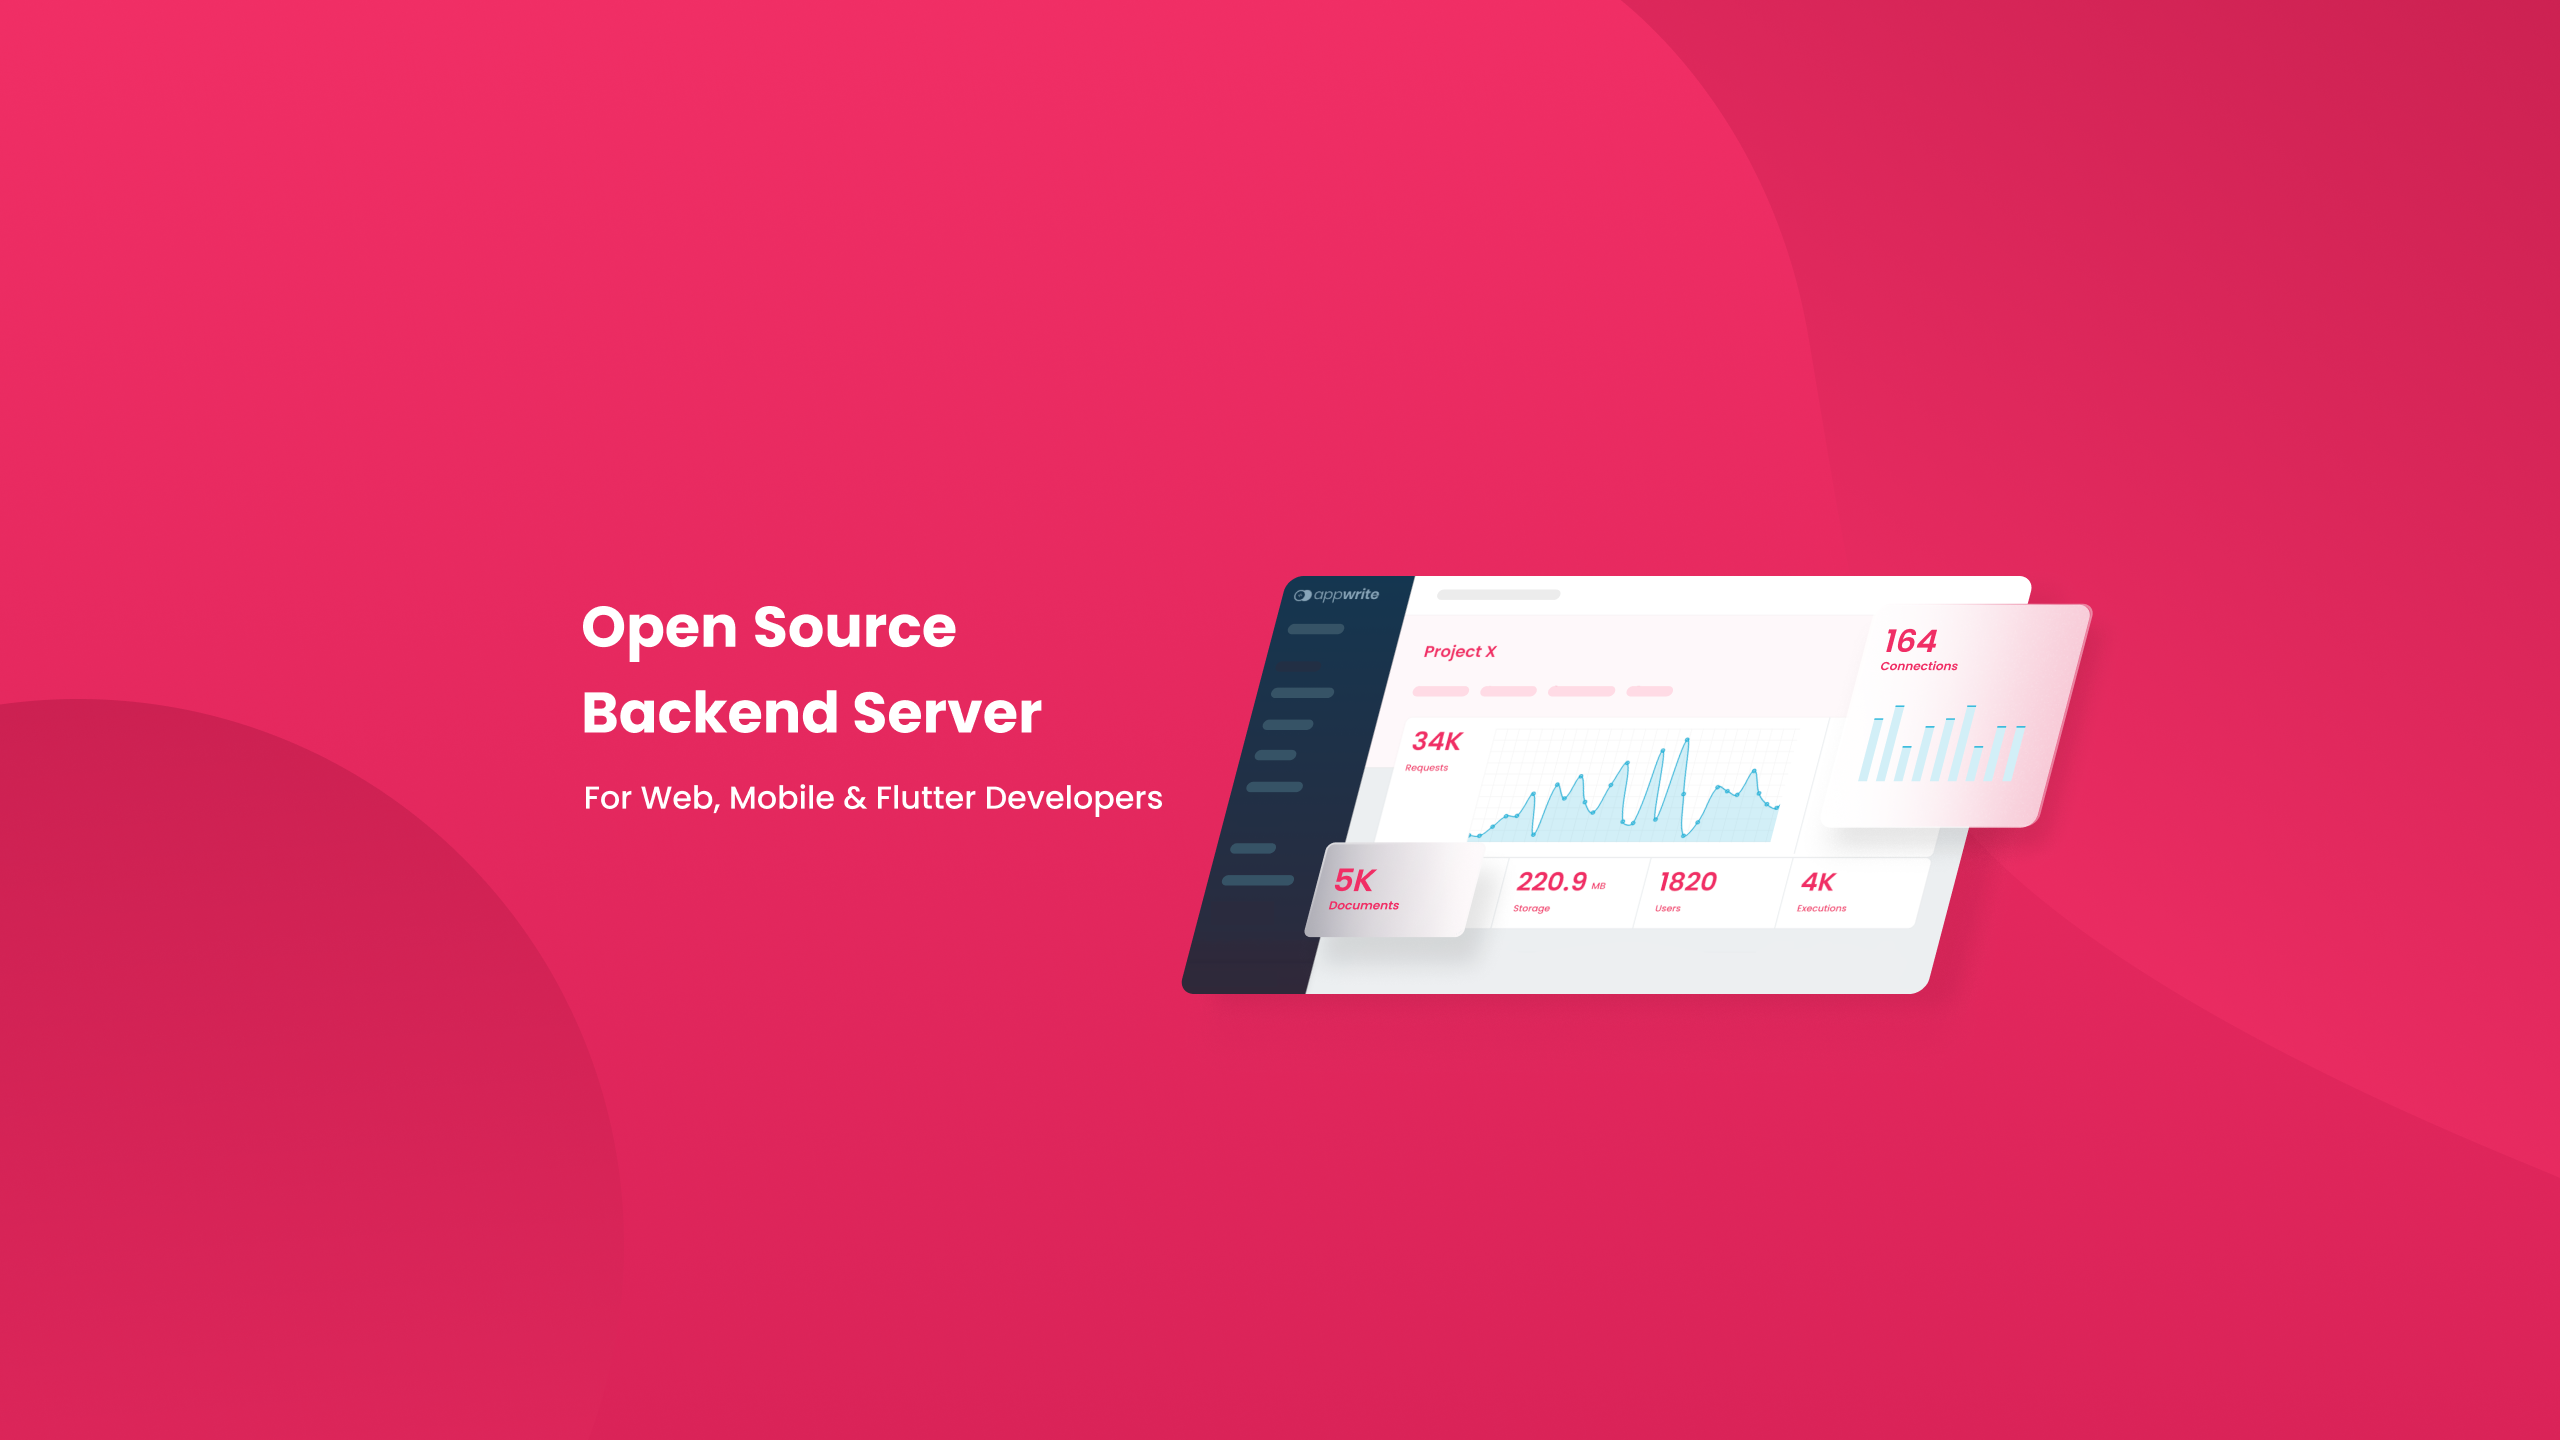 Open Source
Backend Server
For Web, Mobile & Flutter Developers
appwrite
Project X
164
Connections
34K
Requests
5K
Documents
220.9 MB
Storage
1820
Users
4K
Executions